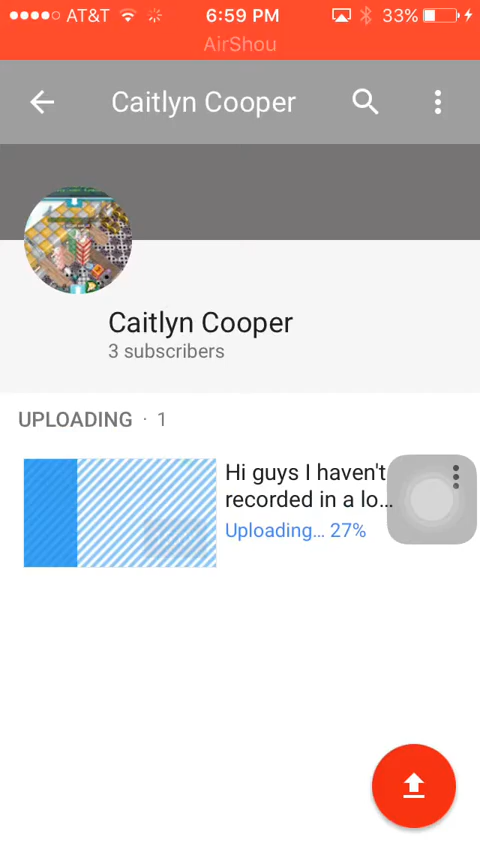 AT&T 6:59 PM 33%
AirShou
Caitlyn Cooper
Caitlyn Cooper
3 subscribers
UPLOADING · 1
Hi guys I haven't
recorded in a lo...
Uploading... 27%